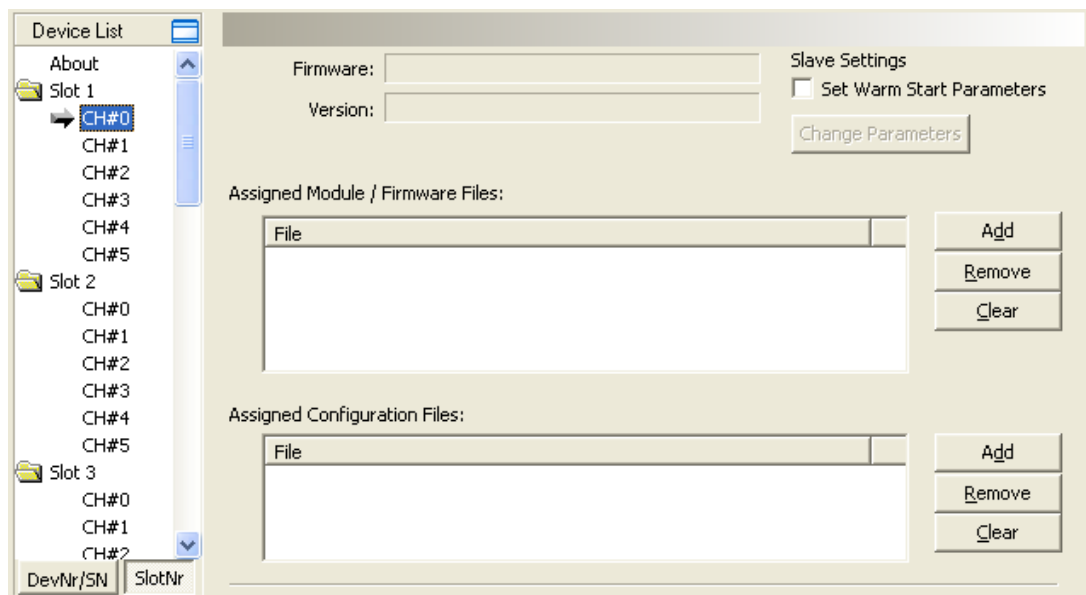 Device List
About
Slot 1
CH#0
CH#1
CH#2
CH#3
CH#4
CH#5
Slot 2
CH#0
CH#1
CH#2
CH#3
CH#4
CH#5
Slot 3
CH#0
CH#1
CH#2
DevNr/SN
SlotNr
Firmware:
Version:
Slave Settings
Set Warm Start Parameters
Change Parameters
Assigned Module / Firmware Files:
File
Add
Remove
Clear
Assigned Configuration Files:
File
Add
Remove
Clear